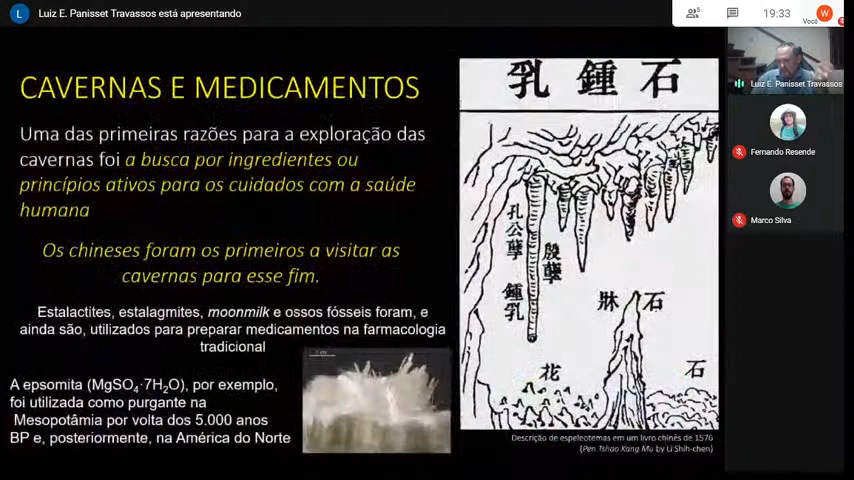 L Luiz E. Panisset Travassos está apresentando
5
19:33
Você
W
CAVERNAS E MEDICAMENTOS
Uma das primeiras razões para a exploração das
cavernas foi a busca por ingredientes ou
princípios ativos para os cuidados com a saúde
humana
Os chineses foram os primeiros a visitar as
cavernas para esse fim.
Estalactites, estalagmites, moonmilk e ossos fósseis foram, e
ainda são, utilizados para preparar medicamentos na farmacologia
tradicional
A epsomita (MgSO₄·7H₂O), por exemplo,
foi utilizada como purgante na
Mesopotâmia por volta dos 5.000 anos
BP e, posteriormente, na América do Norte
乳鍾石
孔公孽
殷孽
鍾乳
石
牀
石
花
Descrição de espeleotemas em um livro chinês de 1576
(Pen Tshao Kang Mu by Li Shih-chen)
Luiz E. Panisset Travassos
Fernando Resende
Marco Silva